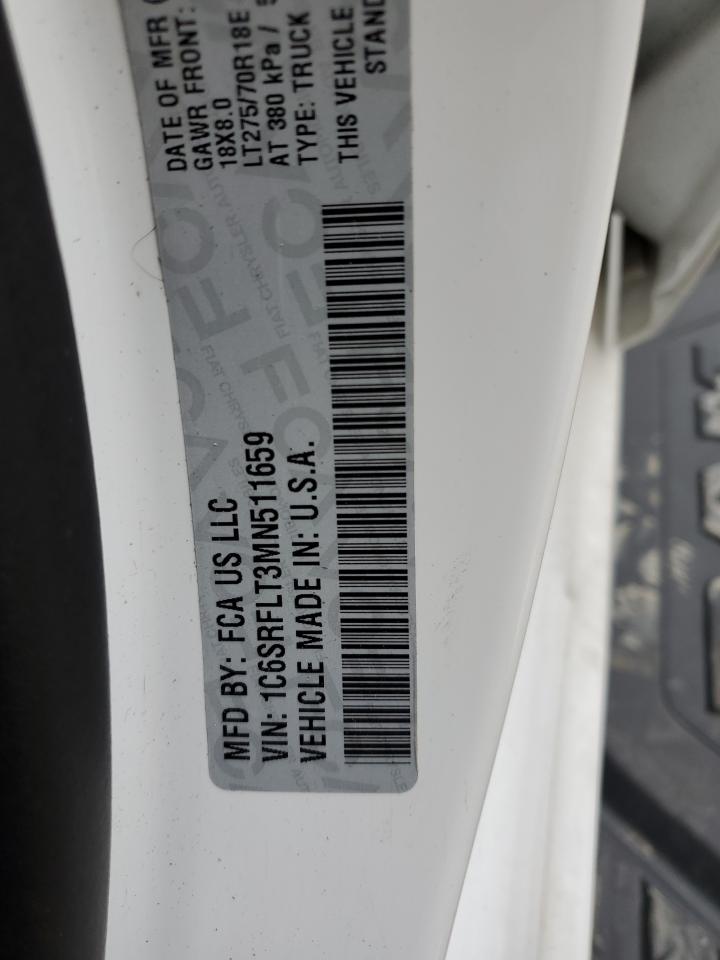 MFD BY: FCA US LLC
VIN: 1C6SRFLT3MN511659
VEHICLE MADE IN: U.S.A.
DATE OF MFR
GAWR FRONT:
18X8.0
LT275/70R18E
AT 380 kPa /
TYPE: TRUCK
THIS VEHICLE
STAND